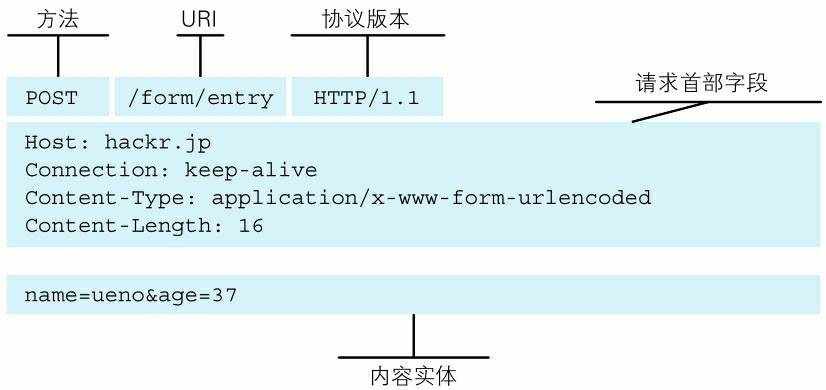 方法 URI 协议版本
请求首部字段
POST /form/entry HTTP/1.1
Host: hackr.jp
Connection: keep-alive
Content-Type: application/x-www-form-urlencoded
Content-Length: 16
name=ueno&age=37
内容实体